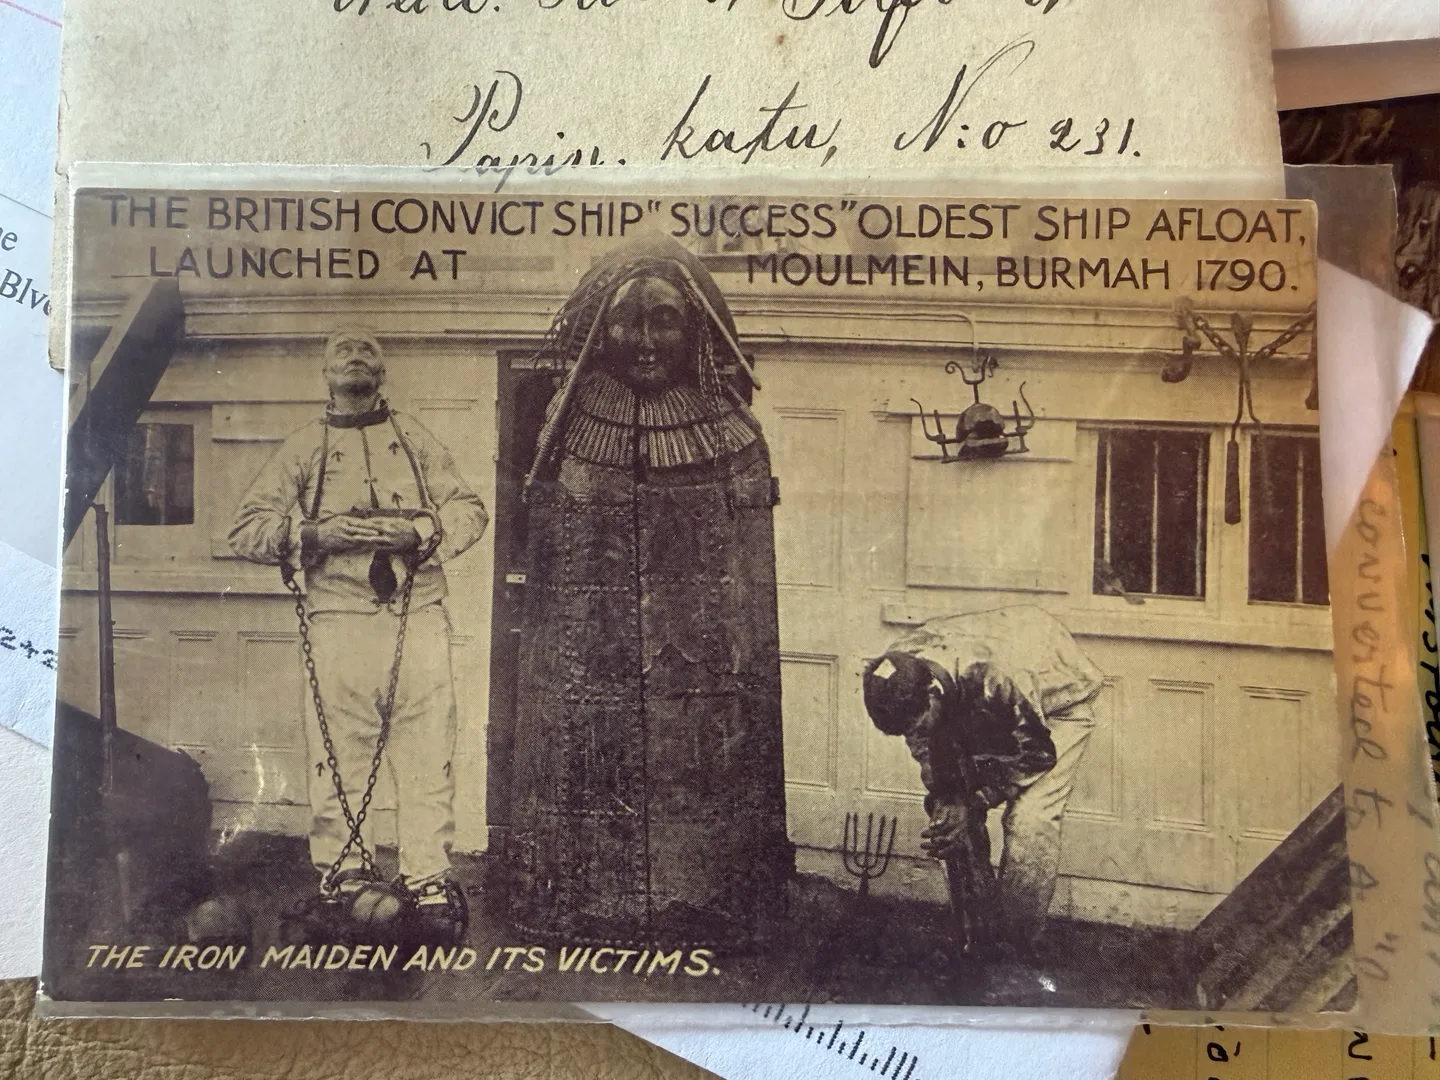 Papin. katu, N:o 231.
THE BRITISH CONVICT SHIP "SUCCESS" OLDEST SHIP AFLOAT,
LAUNCHED AT MOULMEIN, BURMAH 1790.
THE IRON MAIDEN AND ITS VICTIMS.
e
Blv
converted to a